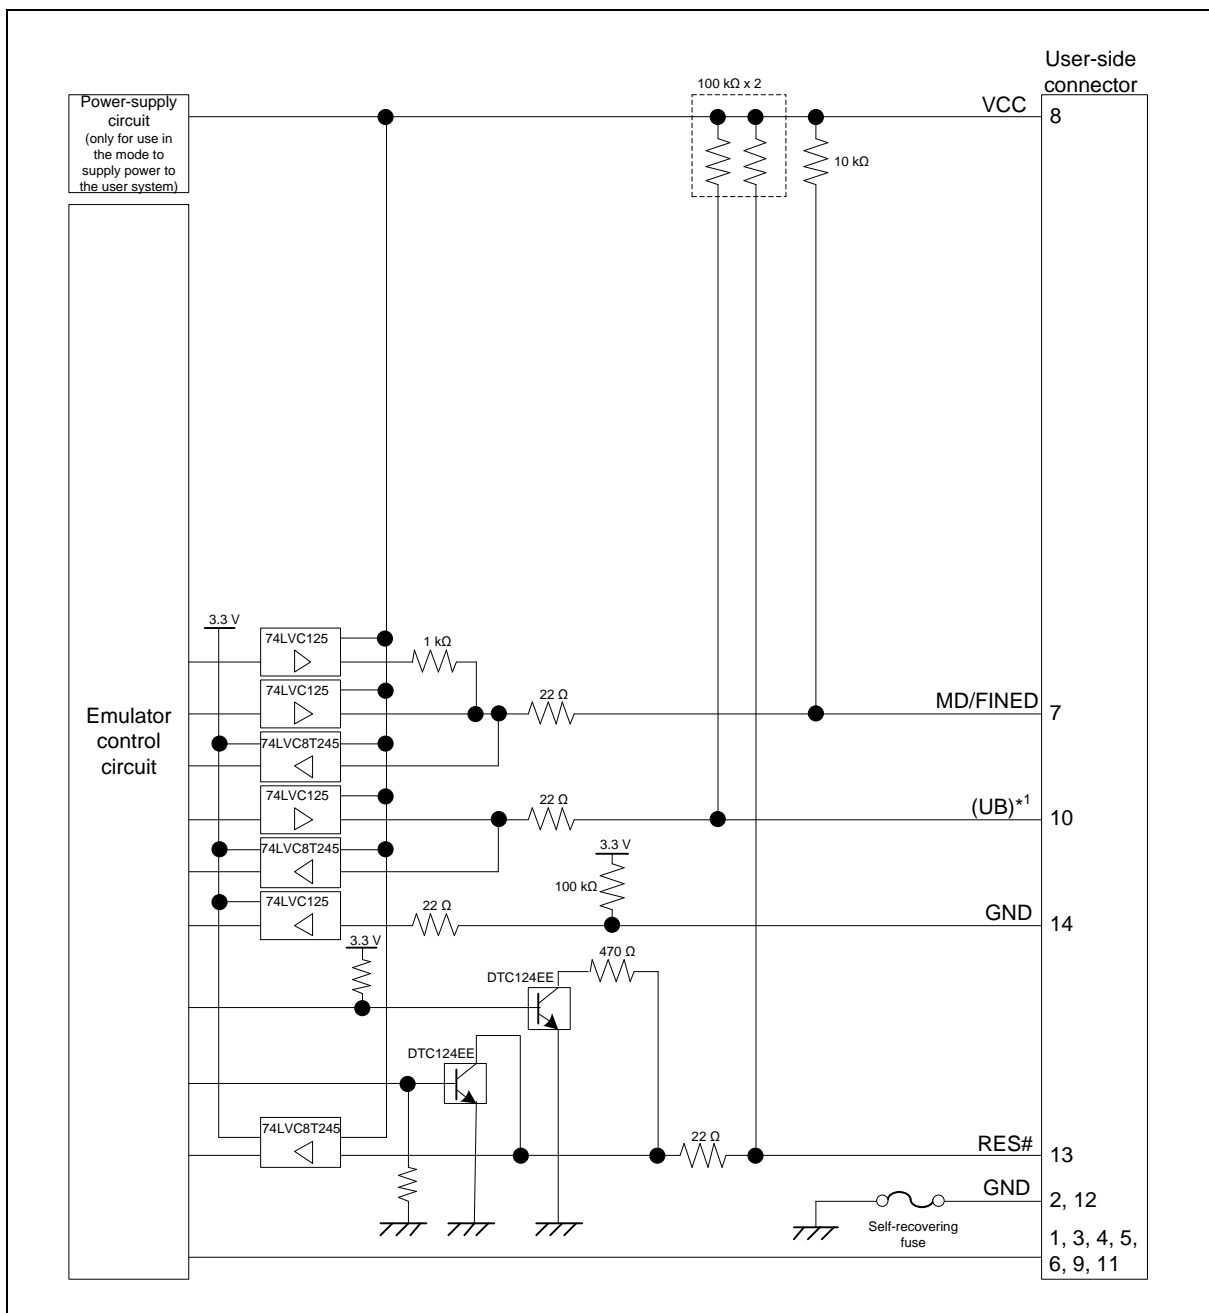 User-side
connector
Power-supply
circuit
(only for use in
the mode to
supply power to
the user system)
100 kΩ x 2
VCC
8
10 kΩ
3.3 V
74LVC125
1 kΩ
74LVC125
22 Ω
MD/FINED
7
Emulator
control
circuit
74LVC8T245
74LVC125
22 Ω
(UB)*1
10
74LVC8T245
3.3 V
100 kΩ
74LVC125
22 Ω
GND
14
3.3 V
470 Ω
DTC124EE
DTC124EE
74LVC8T245
22 Ω
RES#
13
GND
2, 12
Self-recovering
fuse
1, 3, 4, 5,
6, 9, 11